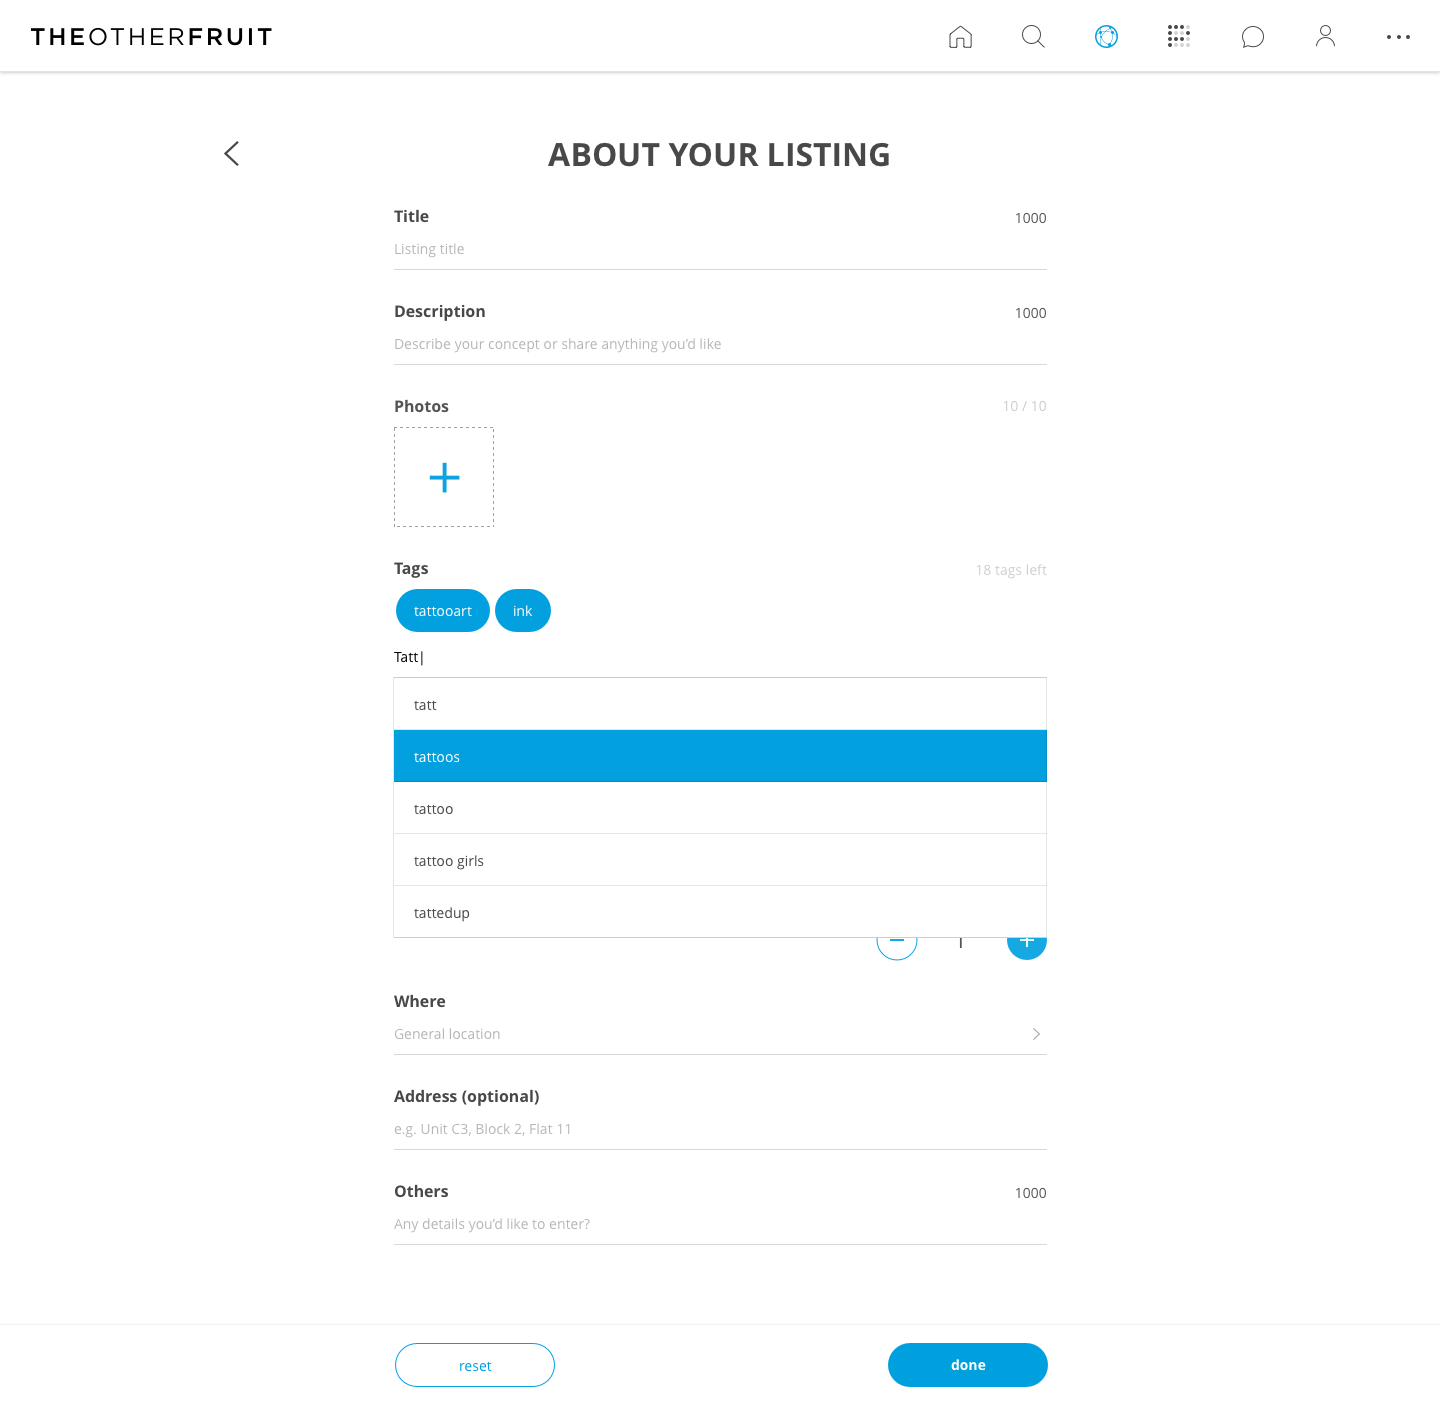 THEOTHERFRUIT
ABOUT YOUR LISTING
Title 1000
Listing title
Description 1000
Describe your concept or share anything you'd like
Photos 10 / 10
Tags 18 tags left
tattooart ink
Tatt|
tatt
tattoos
tattoo
tattoo girls
tattedup
Where
General location
Address (optional)
e.g. Unit C3, Block 2, Flat 11
Others 1000
Any details you'd like to enter?
reset done